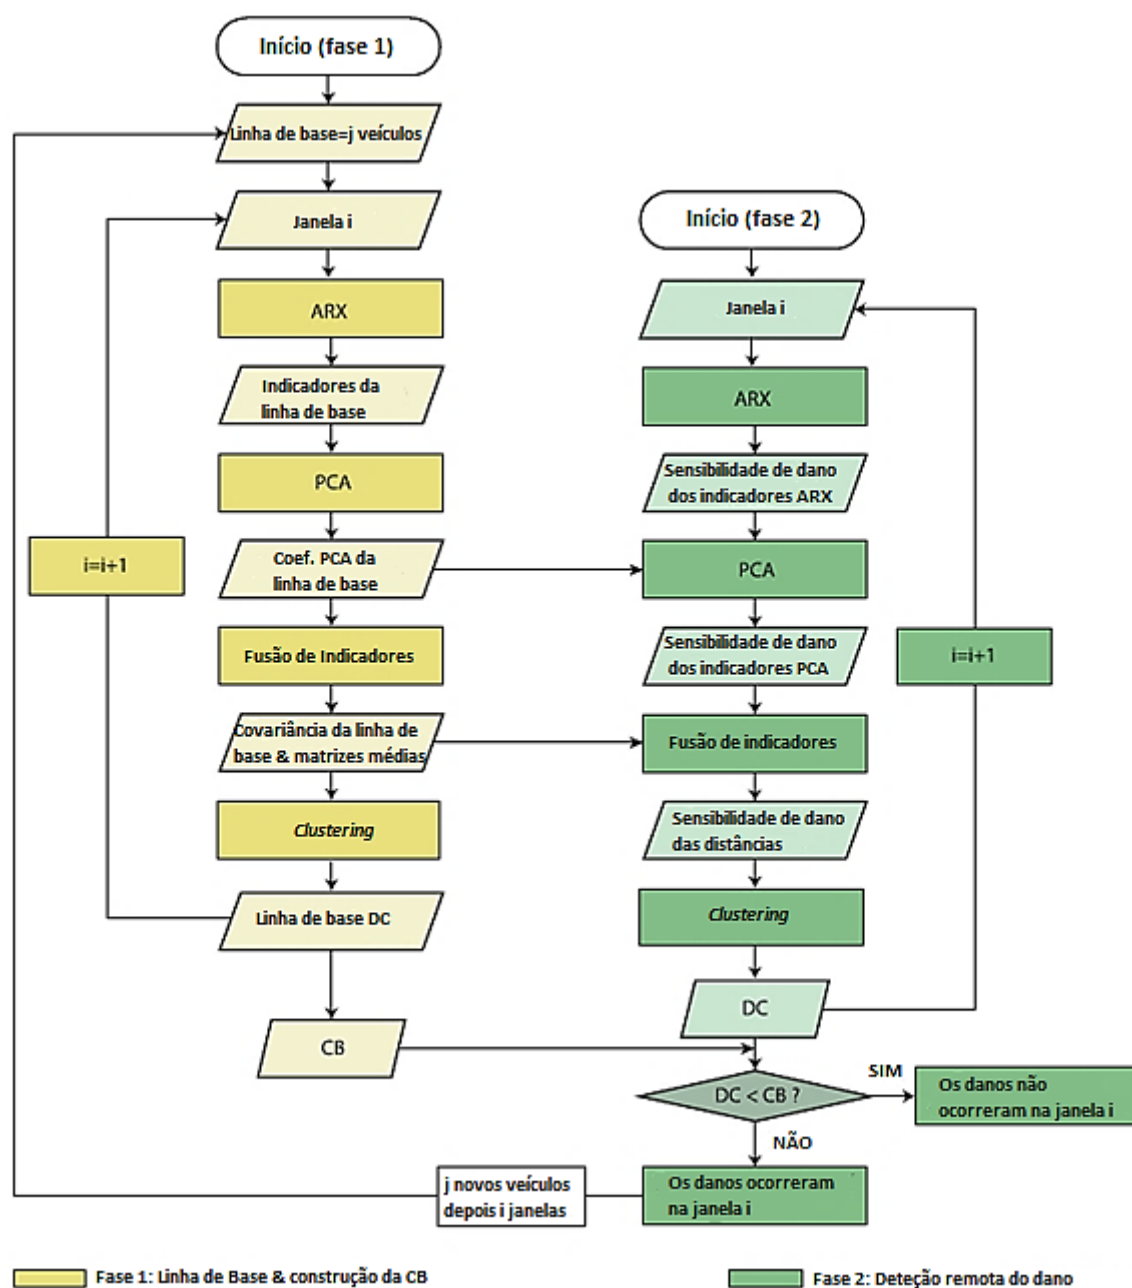 Início (fase 1)
Linha de base=j veículos
Janela i
ARX
Indicadores da
linha de base
PCA
i=i+1
Coef. PCA da
linha de base
Fusão de Indicadores
Covariância da linha de
base & matrizes médias
Clustering
Linha de base DC
CB
Início (fase 2)
Janela i
ARX
Sensibilidade de dano
dos indicadores ARX
PCA
Sensibilidade de dano
dos indicadores PCA
i=i+1
Fusão de indicadores
Sensibilidade de dano
das distâncias
Clustering
DC
DC < CB ?
SIM
Os danos não
ocorreram na janela i
NÃO
Os danos ocorreram
na janela i
j novos veículos
depois i janelas
Fase 1: Linha de Base & construção da CB
Fase 2: Deteção remota do dano